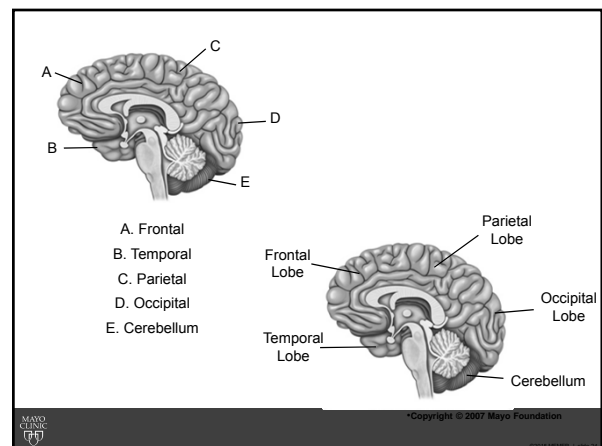 C
A
D
B
E
A. Frontal
B. Temporal
C. Parietal
D. Occipital
E. Cerebellum
Parietal
Lobe
Frontal
Lobe
Occipital
Lobe
Temporal
Lobe
Cerebellum
•Copyright © 2007 Mayo Foundation
MAYO
CLINIC